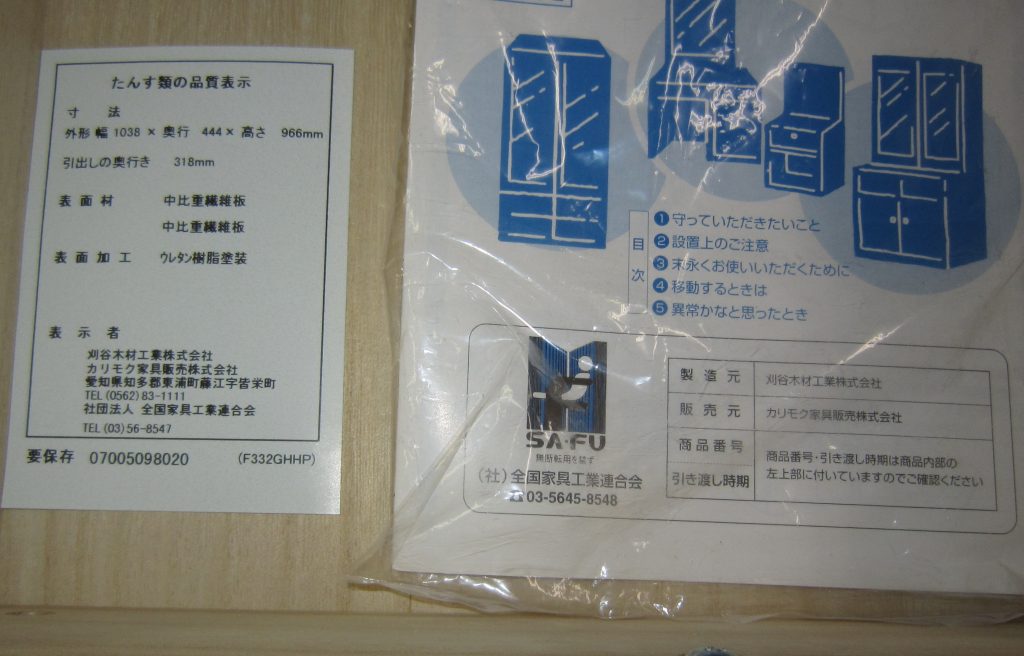 たんす類の品質表示
寸 法
外形 幅 1038 × 奥行 444 × 高さ 966mm
引出しの奥行き 318mm
表 面 材 中比重繊維板
中比重繊維板
表 面 加 工 ウレタン樹脂塗装
表 示 者
刈谷木材工業株式会社
カリモク家具販売株式会社
愛知県知多郡東浦町藤江字皆栄町
TEL (0562) 83-1111
社団法人 全国家具工業連合会
TEL (03) 56-8547
要保存 07005098020 (F332GHHP)
目次
❶ 守っていただきたいこと
❷ 設置上のご注意
❸ 末永くお使いいただくために
❹ 移動するときは
❺ 異常かなと思ったとき
SA·FU
無断転用を禁ず
（社）全国家具工業連合会
☎ 03-5645-8548
製 造 元 刈谷木材工業株式会社
販 売 元 カリモク家具販売株式会社
商品番号
引き渡し時期
商品番号・引き渡し時期は商品内部の
左上部に付いていますのでご確認ください